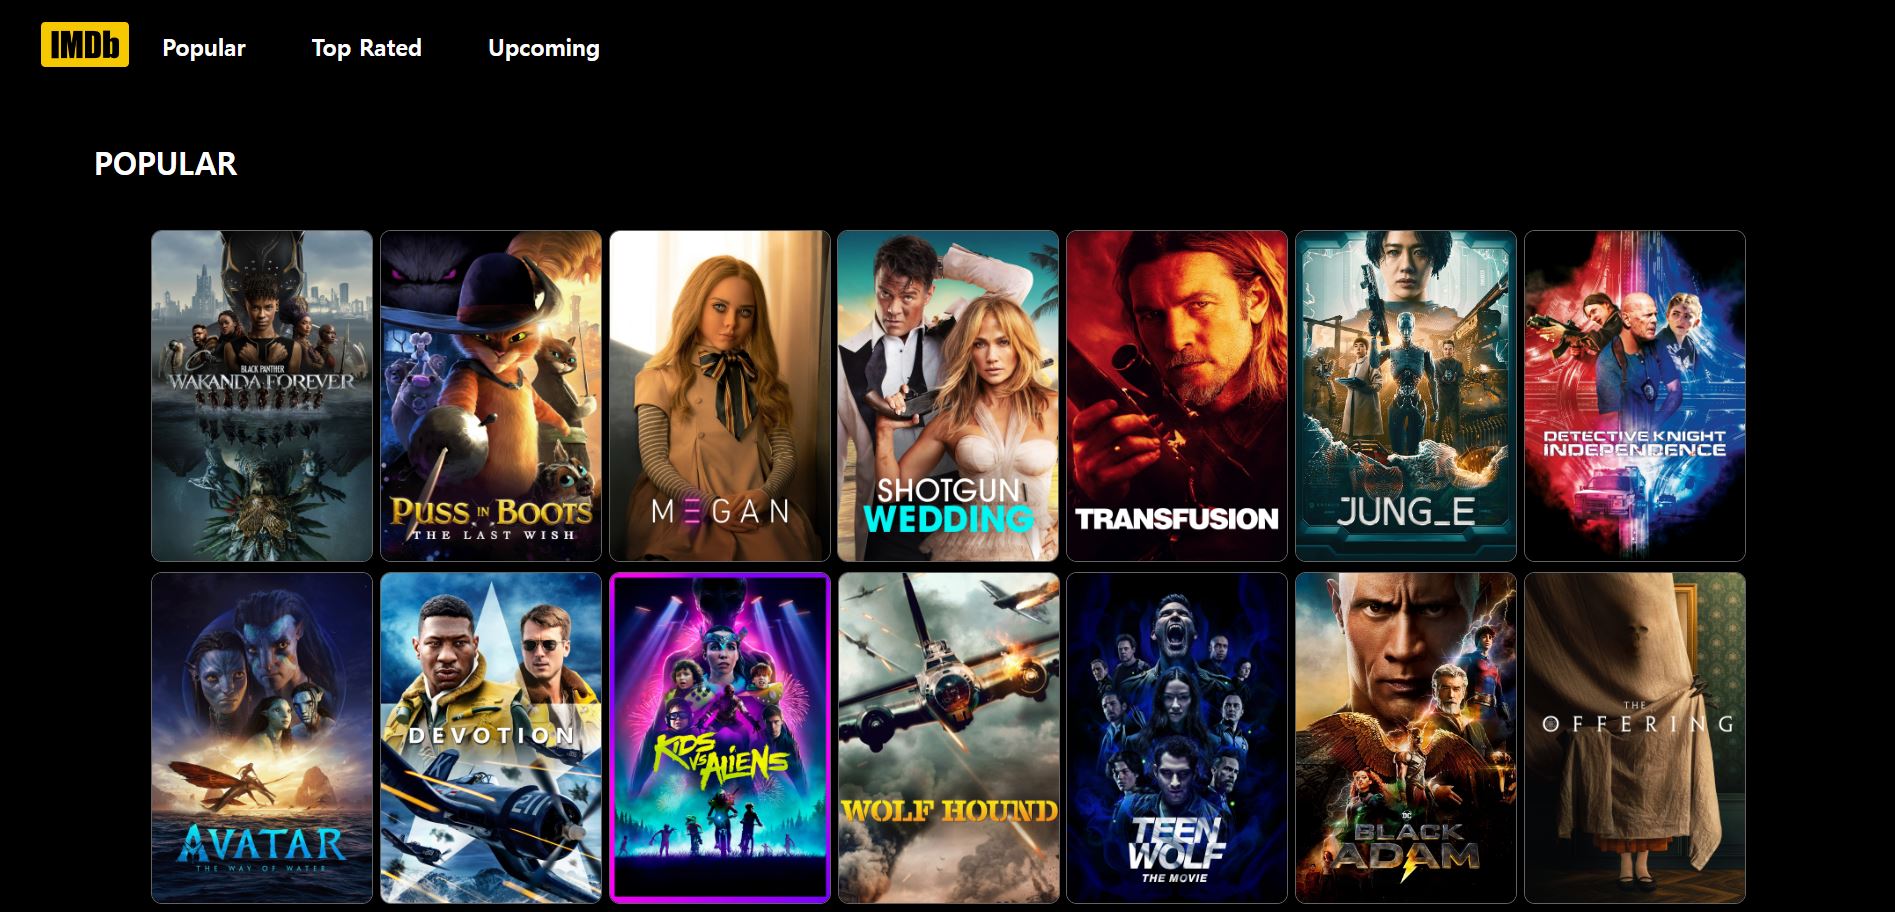 IMDb
Popular
Top Rated
Upcoming
POPULAR
BLACK PANTHER
WAKANDA FOREVER
PUSS IN BOOTS
THE LAST WISH
MΞGAN
SHOTGUN
WEDDING
TRANSFUSION
JUNG_E
DETECTIVE KNIGHT
INDEPENDENCE
AVATAR
THE WAY OF WATER
DEVOTION
KIDS
VS ALIENS
WOLF HOUND
TEEN
WOLF
THE MOVIE
DC
BLACK
ADAM
THE
OFFERING